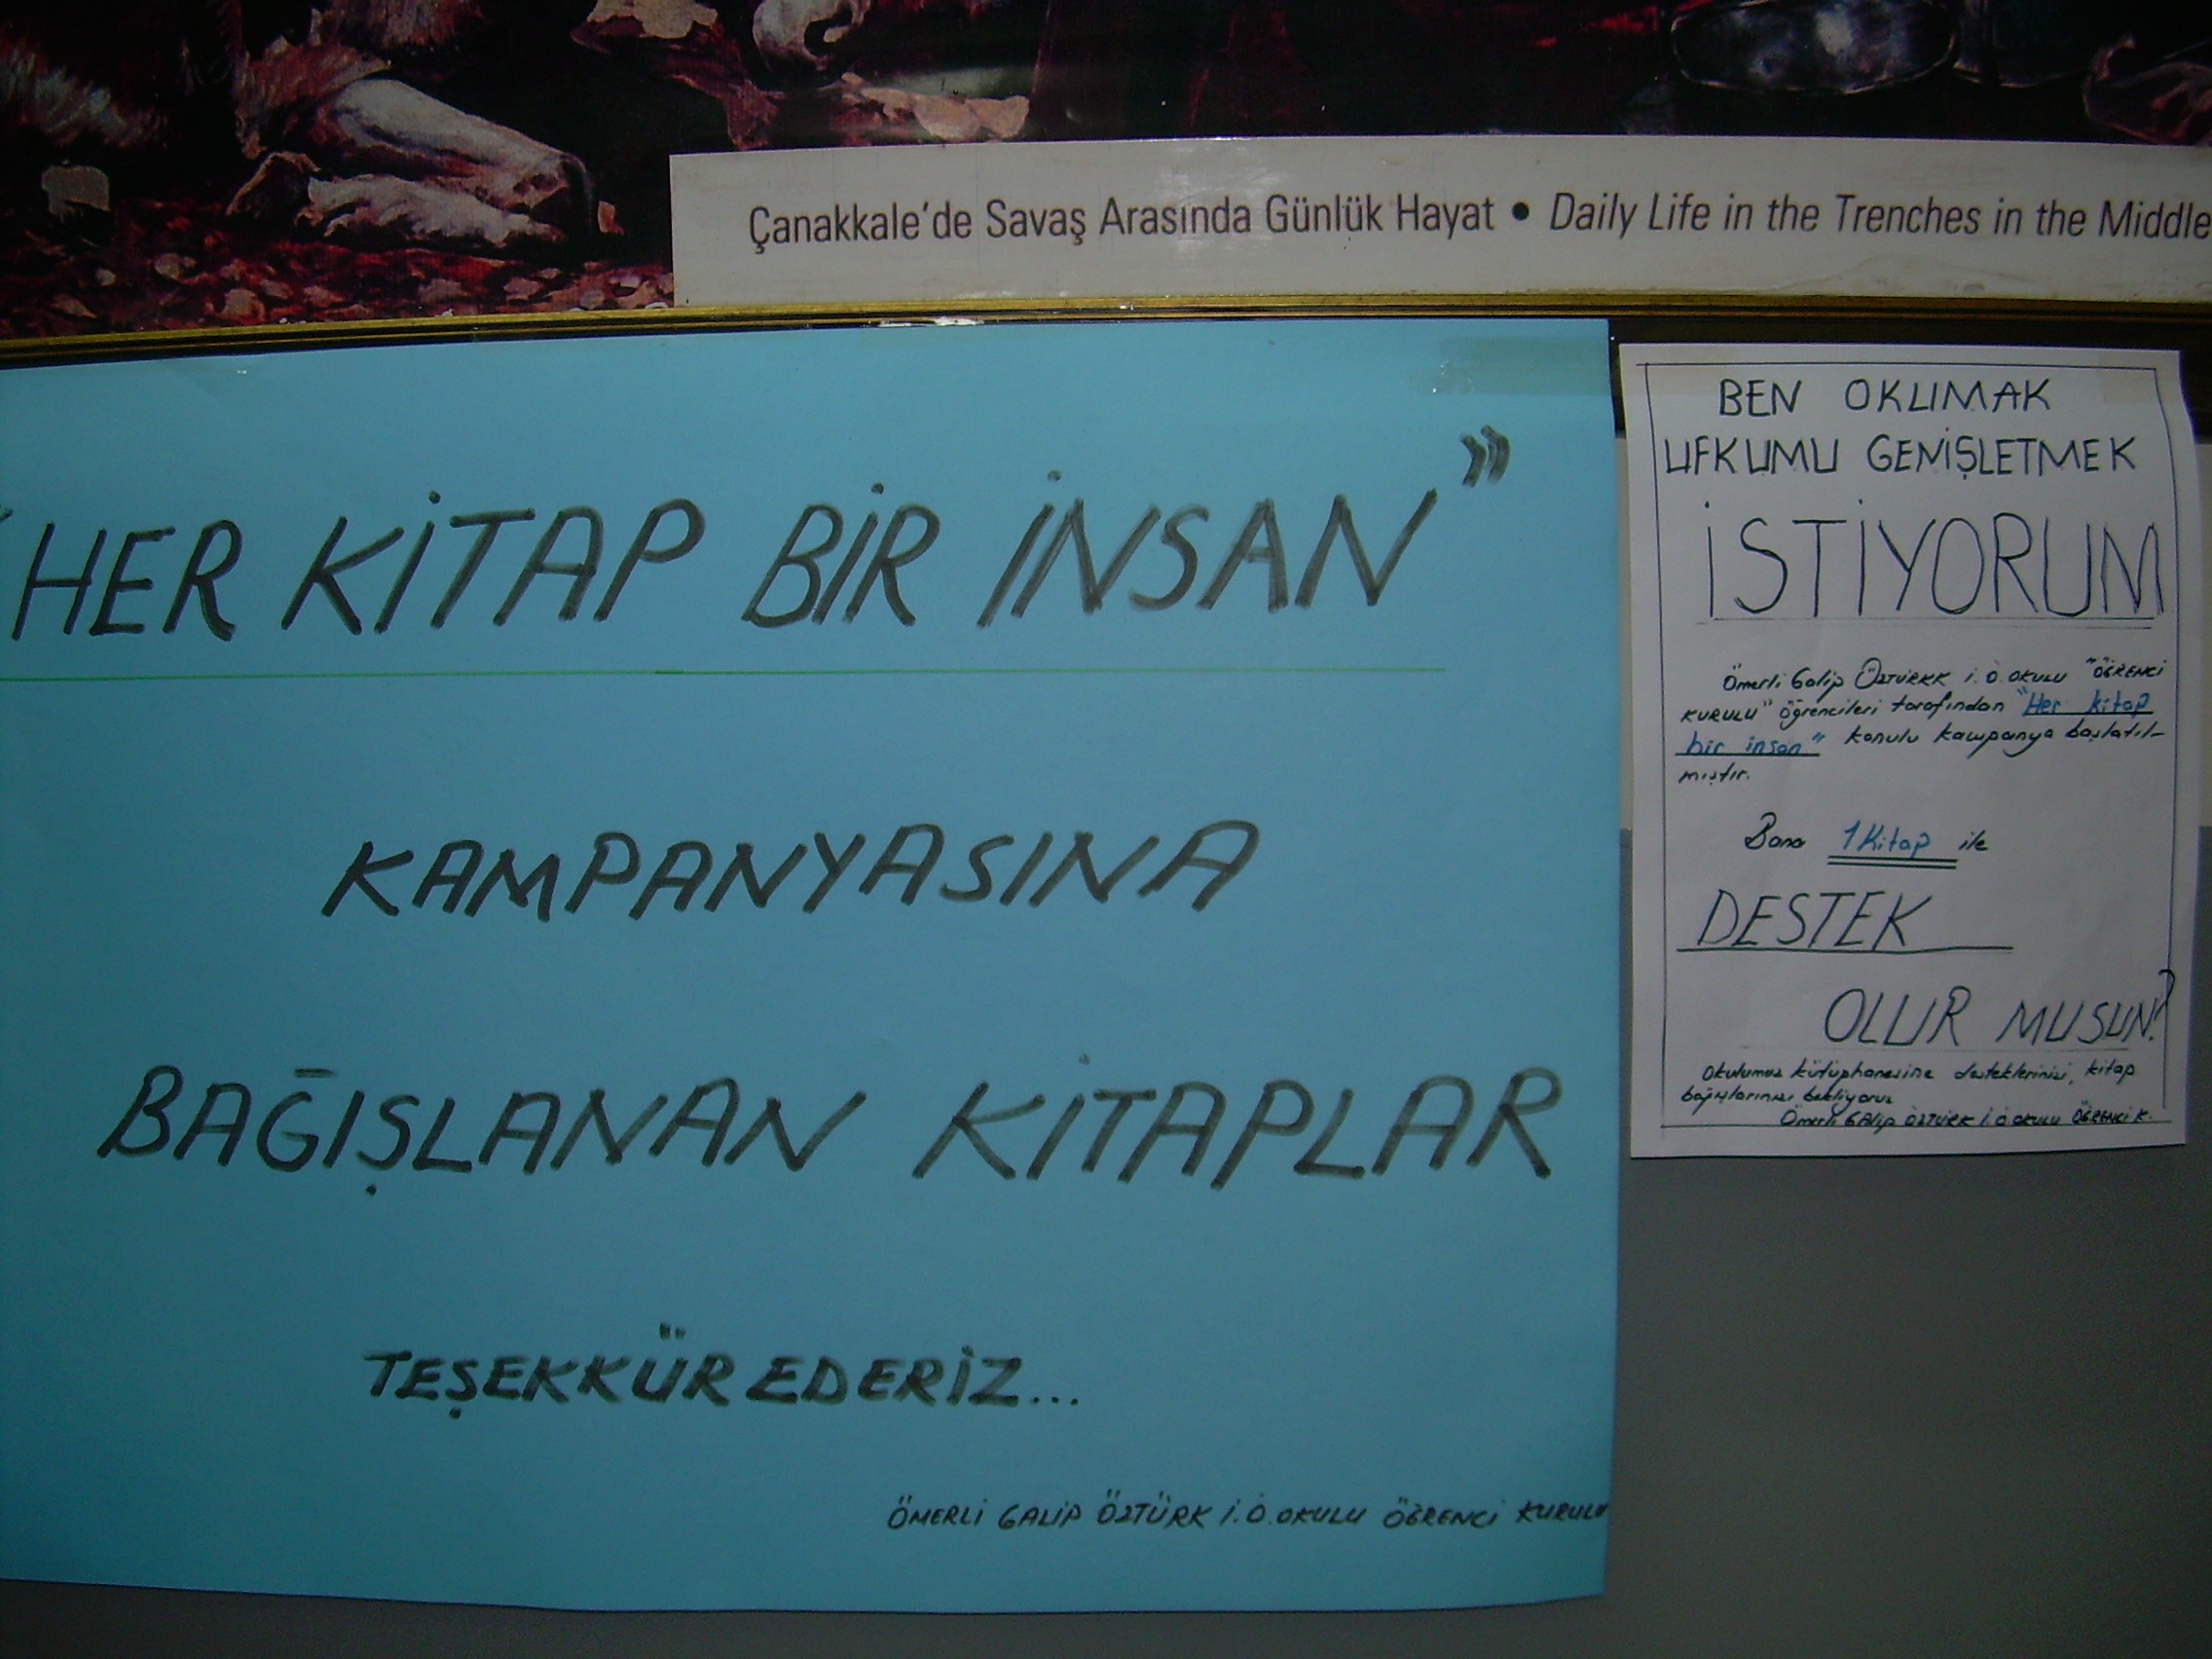 Çanakkale'de Savaş Arasında Günlük Hayat • Daily Life in the Trenches in the Middle
“HER KİTAP BİR İNSAN”
KAMPANYASINA
BAĞIŞLANAN KİTAPLAR
TEŞEKKÜR EDERİZ...
ÖMERLİ GALİP ÖZTÜRK İ.Ö.OKULU ÖĞRENCİ KURULU
BEN OKUMAK
UFKUMU GENİŞLETMEK
İSTİYORUM
Ömerli Galip ÖZTÜRKK İ.Ö.OKULU "ÖĞRENCİ
KURULU" öğrencileri tarafından "Her kitap
bir insan" konulu kampanya başlatıl-
mıştır.
Bana 1 Kitap ile
DESTEK
OLUR MUSUN?
Okulumuz kütüphanesine desteklerinizi, kitap
bağışlarınızı bekliyoruz
Ömerli GALip ÖZTÜRK İ.Ö.OKULU ÖĞRENCİ K.